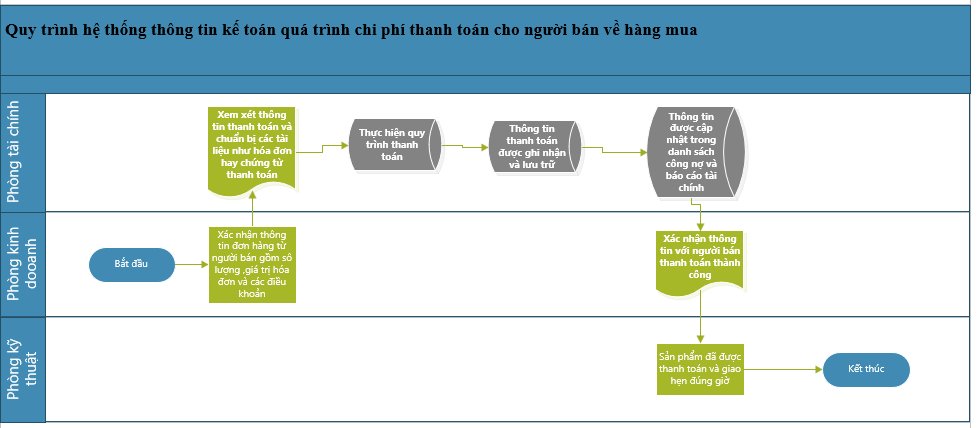 Quy trình hệ thống thông tin kế toán quá trình chi phí thanh toán cho người bán về hàng mua
Phòng tài chính
Xem xét thông
tin thanh toán và
chuẩn bị các tài
liệu như hóa đơn
hay chứng từ
thanh toán
Thực hiện quy
trình thanh
toán
Thông tin
thanh toán
được ghi nhận
và lưu trữ
Thông tin
được cập
nhật trong
danh sách
công nợ và
báo cáo tài
chính
Phòng kinh
dooanh
Bắt đầu
Xác nhận thông
tin đơn hàng từ
người bán gồm số
lượng ,giá trị hóa
đơn và các điều
khoản
Xác nhận thông
tin với người bán
thanh toán thành
công
Phòng kỹ
thuật
Sản phẩm đã được
thanh toán và giao
hẹn đúng giờ
Kết thúc